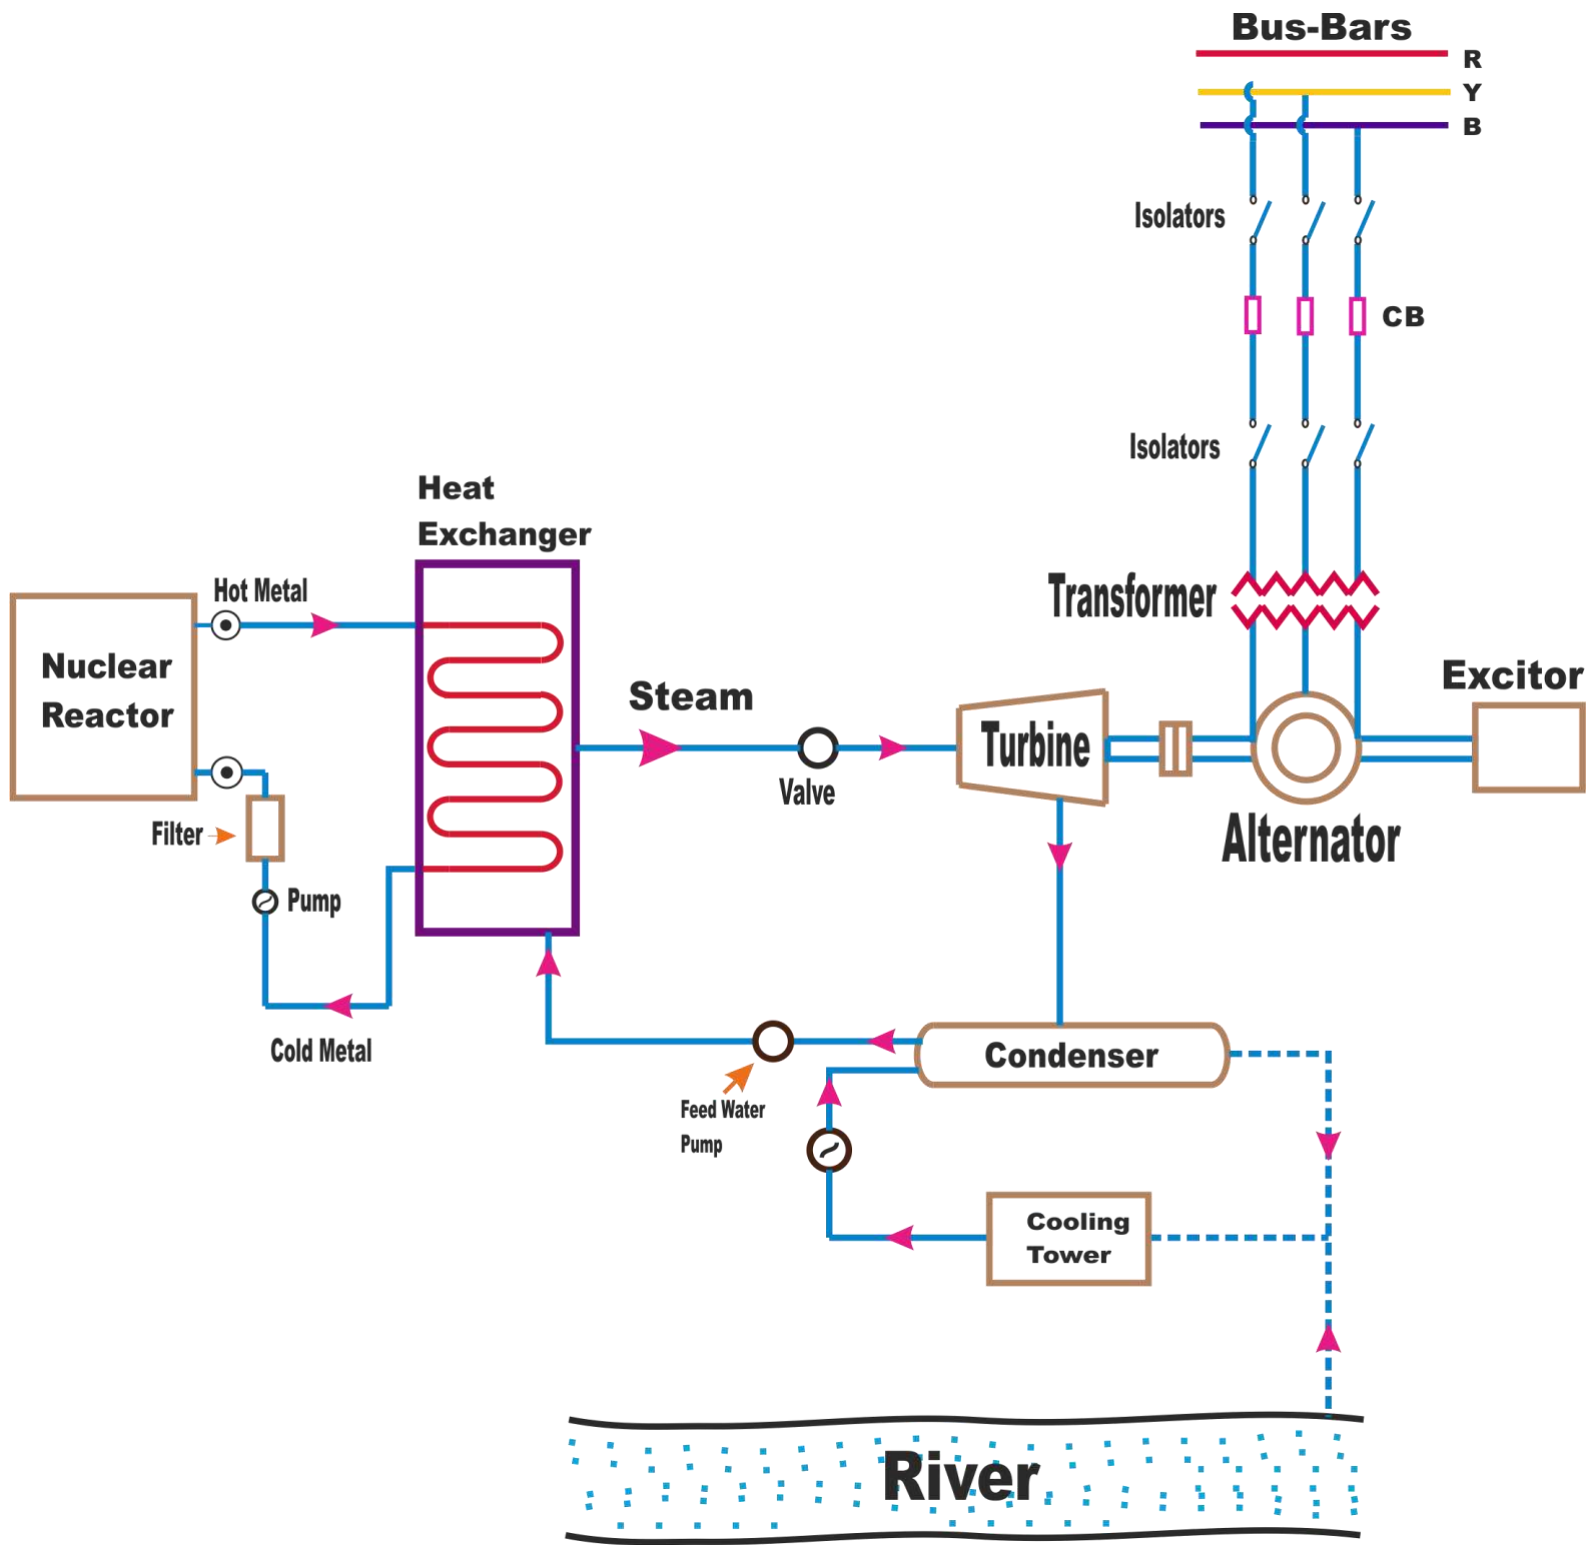 Bus-Bars
R
Y
B
Isolators
CB
Isolators
Heat
Exchanger
Transformer
Hot Metal
Nuclear
Reactor
Steam
Excitor
Turbine
Valve
Filter
Alternator
Pump
Cold Metal
Condenser
Feed Water
Pump
Cooling
Tower
River